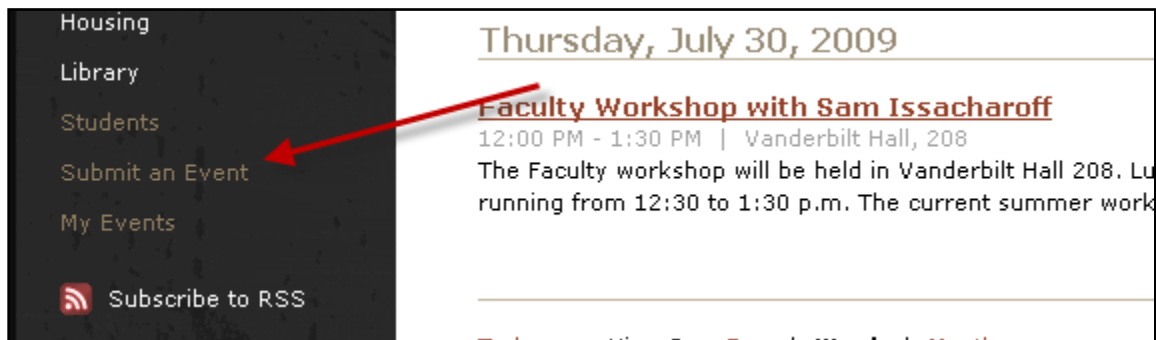 Housing
Library
Students
Submit an Event
My Events
Subscribe to RSS
Thursday, July 30, 2009
Faculty Workshop with Sam Issacharoff
12:00 PM - 1:30 PM | Vanderbilt Hall, 208
The Faculty workshop will be held in Vanderbilt Hall 208. Lu
running from 12:30 to 1:30 p.m. The current summer work